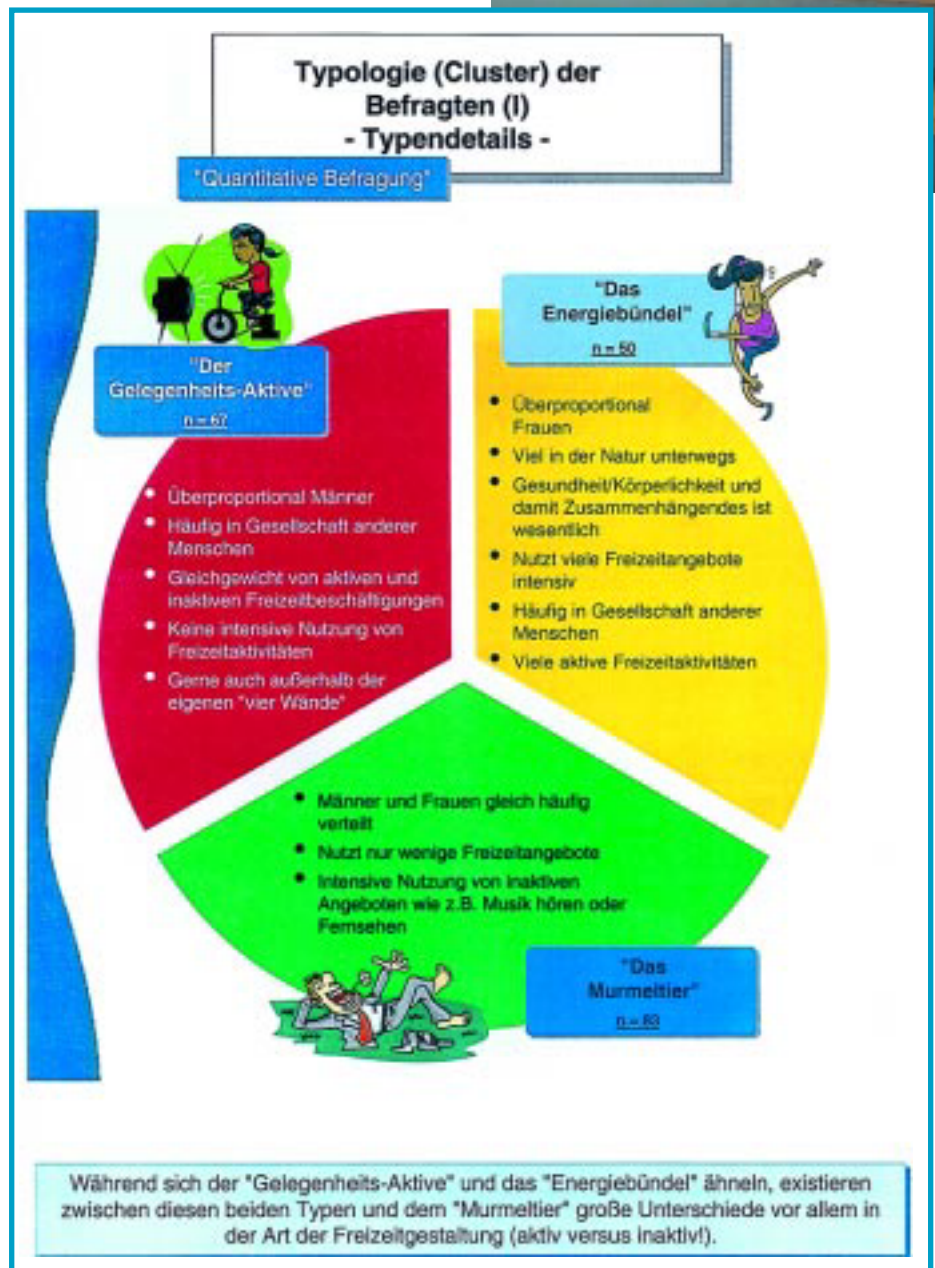 Typologie (Cluster) der
Befragten (I)
- Typendetails -
"Quantitative Befragung"
"Der
Gelegenheits-Aktive"
n = 67
• Überproportional Männer
• Häufig in Gesellschaft anderer
Menschen
• Gleichgewicht von aktiven und
inaktiven Freizeitbeschäftigungen
• Keine intensive Nutzung von
Freizeitaktivitäten
• Gerne auch außerhalb der
eigenen "vier Wände"
"Das
Energiebündel"
n = 50
• Überproportional
Frauen
• Viel in der Natur unterwegs
• Gesundheit/Körperlichkeit und
damit Zusammenhängendes ist
wesentlich
• Nutzt viele Freizeitangebote
intensiv
• Häufig in Gesellschaft anderer
Menschen
• Viele aktive Freizeitaktivitäten
• Männer und Frauen gleich häufig
verteilt
• Nutzt nur wenige Freizeitangebote
• Intensive Nutzung von inaktiven
Angeboten wie z.B. Musik hören oder
Fernsehen
"Das
Murmeltier"
n = 83
Während sich der "Gelegenheits-Aktive" und das "Energiebündel" ähneln, existieren
zwischen diesen beiden Typen und dem "Murmeltier" große Unterschiede vor allem in
der Art der Freizeitgestaltung (aktiv versus inaktiv!).